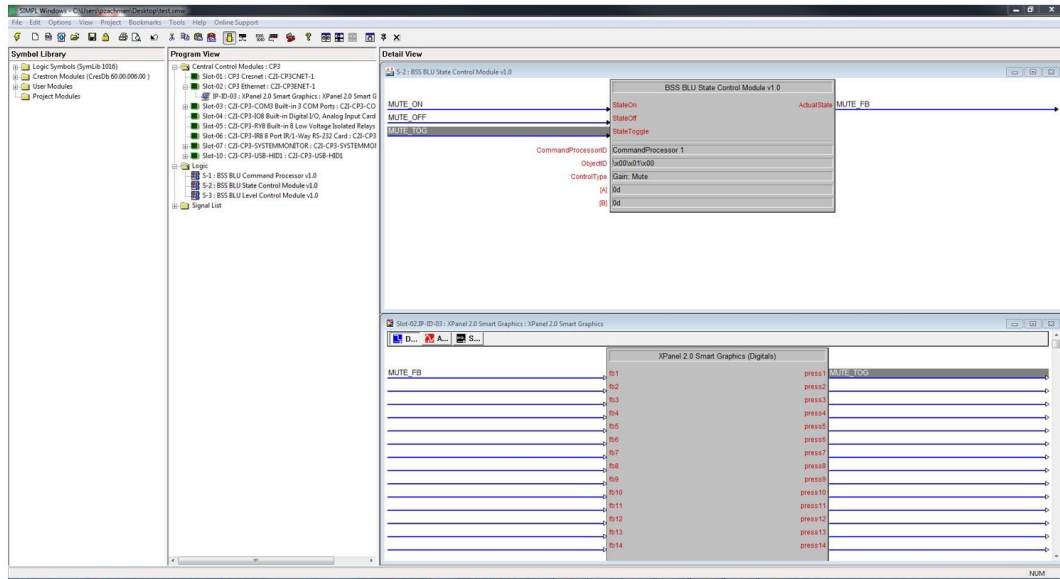 SIMPL Windows - C:\Users\pzachman\Desktop\test.smw
File Edit Options View Project Bookmarks Tools Help Online Support
Symbol Library
Logic Symbols (SymLib 1016)
Crestron Modules (CresDb 60.00.006.00 )
User Modules
Project Modules
Program View
Central Control Modules : CP3
Slot-01 : CP3 Cresnet : C2I-CP3CNET-1
Slot-02 : CP3 Ethernet : C2I-CP3ENET-1
IP-ID-03 : XPanel 2.0 Smart Graphics : XPanel 2.0 Smart G
Slot-03 : C2I-CP3-COM3 Built-in 3 COM Ports : C2I-CP3-CO
Slot-04 : C2I-CP3-IO8 Built-in Digital I/O, Analog Input Card
Slot-05 : C2I-CP3-RY8 Built-in 8 Low Voltage Isolated Relays
Slot-06 : C2I-CP3-IR8 8 Port IR/1-Way RS-232 Card : C2I-CP3
Slot-07 : C2I-CP3-SYSTEMMONITOR : C2I-CP3-SYSTEMMOI
Slot-10 : C2I-CP3-USB-HID1 : C2I-CP3-USB-HID1
Logic
S-1 : BSS BLU Command Processor v1.0
S-2 : BSS BLU State Control Module v1.0
S-3 : BSS BLU Level Control Module v1.0
Signal List
Detail View
S-2 : BSS BLU State Control Module v1.0
BSS BLU State Control Module v1.0
MUTE_ON StateOn ActualState MUTE_FB
MUTE_OFF StateOff
MUTE_TOG StateToggle
CommandProcessorID CommandProcessor 1
ObjectID \x00\x01\x00
ControlType Gain: Mute
[A] 0d
[B] 0d
Slot-02.IP-ID-03 : XPanel 2.0 Smart Graphics : XPanel 2.0 Smart Graphics
D... A... S...
XPanel 2.0 Smart Graphics (Digitals)
MUTE_FB fb1 press1 MUTE_TOG
fb2 press2
fb3 press3
fb4 press4
fb5 press5
fb6 press6
fb7 press7
fb8 press8
fb9 press9
fb10 press10
fb11 press11
fb12 press12
fb13 press13
fb14 press14
NUM